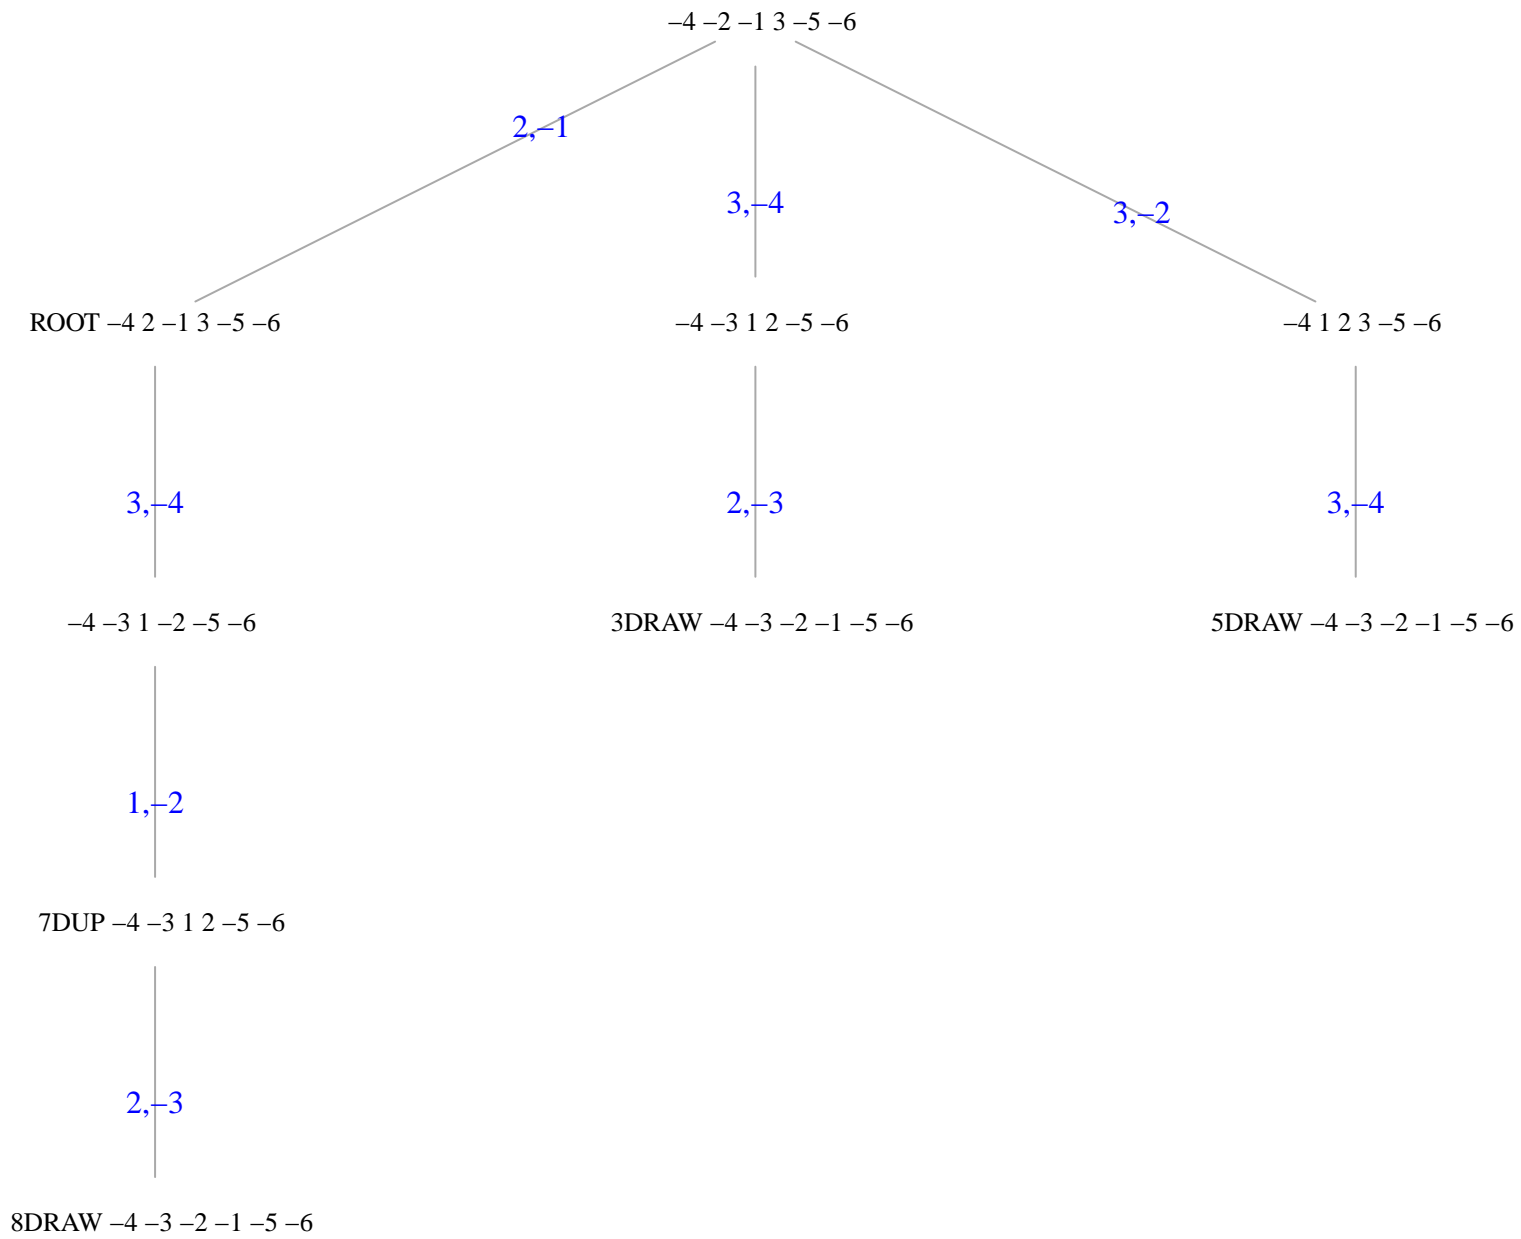 –4 –2 –1 3 –5 –6
2,–1
3,–4
3,–2
ROOT –4 2 –1 3 –5 –6
–4 –3 1 2 –5 –6
–4 1 2 3 –5 –6
3,–4
2,–3
3,–4
–4 –3 1 –2 –5 –6
3DRAW –4 –3 –2 –1 –5 –6
5DRAW –4 –3 –2 –1 –5 –6
1,–2
7DUP –4 –3 1 2 –5 –6
2,–3
8DRAW –4 –3 –2 –1 –5 –6